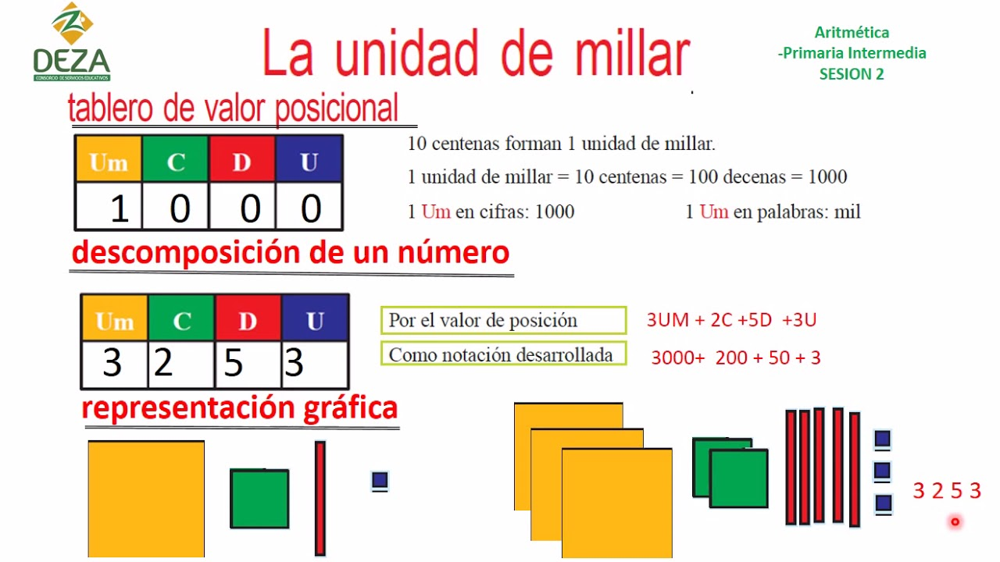 DEZA
CONSORCIO DE SERVICIOS EDUCATIVOS
La unidad de millar
Aritmética
-Primaria Intermedia
SESION 2
tablero de valor posicional
Um C D U
1 0 0 0
10 centenas forman 1 unidad de millar.
1 unidad de millar = 10 centenas = 100 decenas = 1000
1 Um en cifras: 1000 1 Um en palabras: mil
descomposición de un número
Um C D U
3 2 5 3
Por el valor de posición 3UM + 2C +5D +3U
Como notación desarrollada 3000+ 200 + 50 + 3
representación gráfica
3 2 5 3